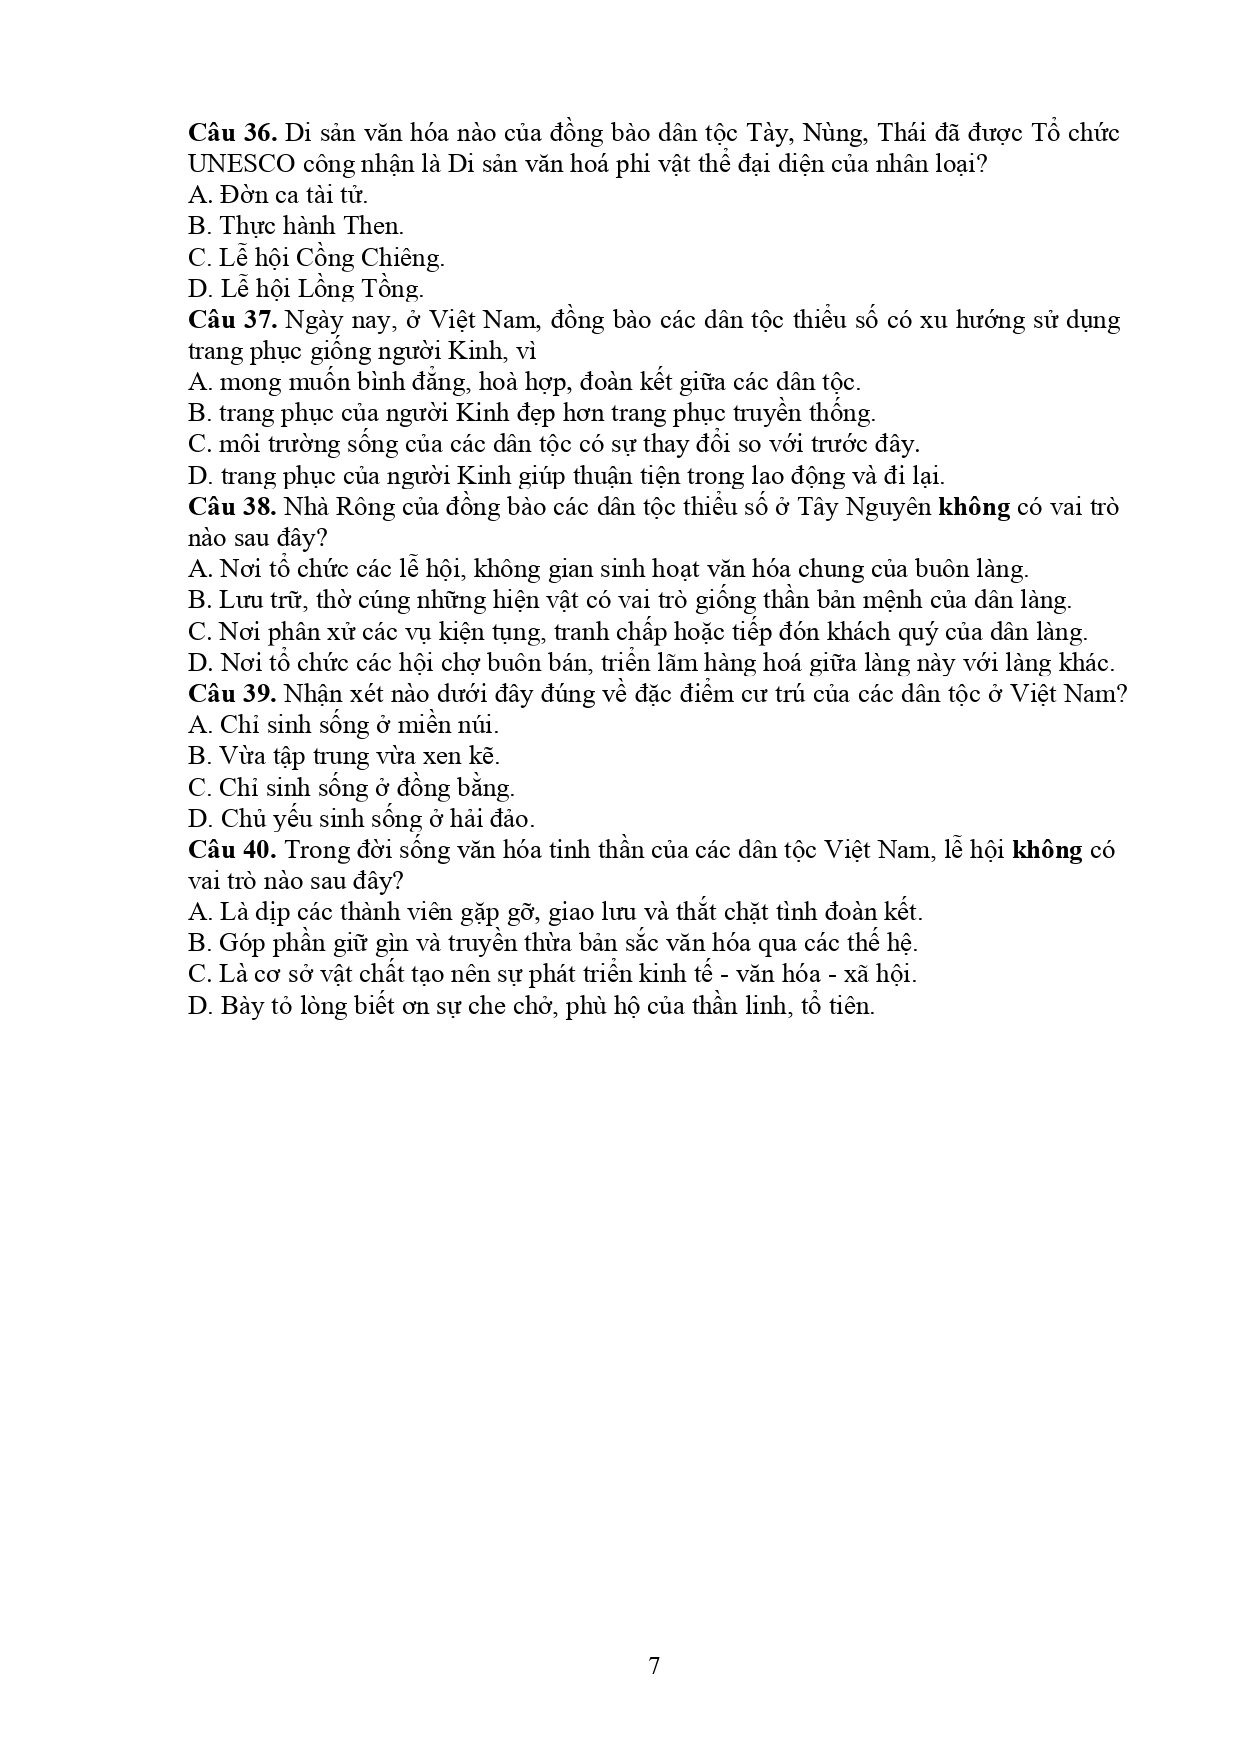 Câu 36. Di sản văn hóa nào của đồng bào dân tộc Tày, Nùng, Thái đã được Tổ chức
UNESCO công nhận là Di sản văn hoá phi vật thể đại diện của nhân loại?
A. Đờn ca tài tử.
B. Thực hành Then.
C. Lễ hội Cồng Chiêng.
D. Lễ hội Lồng Tồng.
Câu 37. Ngày nay, ở Việt Nam, đồng bào các dân tộc thiểu số có xu hướng sử dụng
trang phục giống người Kinh, vì
A. mong muốn bình đẳng, hoà hợp, đoàn kết giữa các dân tộc.
B. trang phục của người Kinh đẹp hơn trang phục truyền thống.
C. môi trường sống của các dân tộc có sự thay đổi so với trước đây.
D. trang phục của người Kinh giúp thuận tiện trong lao động và đi lại.
Câu 38. Nhà Rông của đồng bào các dân tộc thiểu số ở Tây Nguyên không có vai trò
nào sau đây?
A. Nơi tổ chức các lễ hội, không gian sinh hoạt văn hóa chung của buôn làng.
B. Lưu trữ, thờ cúng những hiện vật có vai trò giống thần bản mệnh của dân làng.
C. Nơi phân xử các vụ kiện tụng, tranh chấp hoặc tiếp đón khách quý của dân làng.
D. Nơi tổ chức các hội chợ buôn bán, triển lãm hàng hoá giữa làng này với làng khác.
Câu 39. Nhận xét nào dưới đây đúng về đặc điểm cư trú của các dân tộc ở Việt Nam?
A. Chỉ sinh sống ở miền núi.
B. Vừa tập trung vừa xen kẽ.
C. Chỉ sinh sống ở đồng bằng.
D. Chủ yếu sinh sống ở hải đảo.
Câu 40. Trong đời sống văn hóa tinh thần của các dân tộc Việt Nam, lễ hội không có
vai trò nào sau đây?
A. Là dịp các thành viên gặp gỡ, giao lưu và thắt chặt tình đoàn kết.
B. Góp phần giữ gìn và truyền thừa bản sắc văn hóa qua các thế hệ.
C. Là cơ sở vật chất tạo nên sự phát triển kinh tế - văn hóa - xã hội.
D. Bày tỏ lòng biết ơn sự che chở, phù hộ của thần linh, tổ tiên.
7